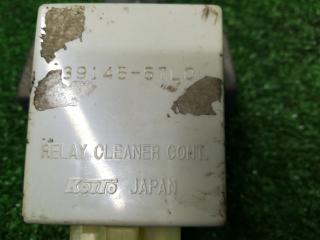 39145-57L0
RELAY CLEANER CONT.
KOITO JAPAN